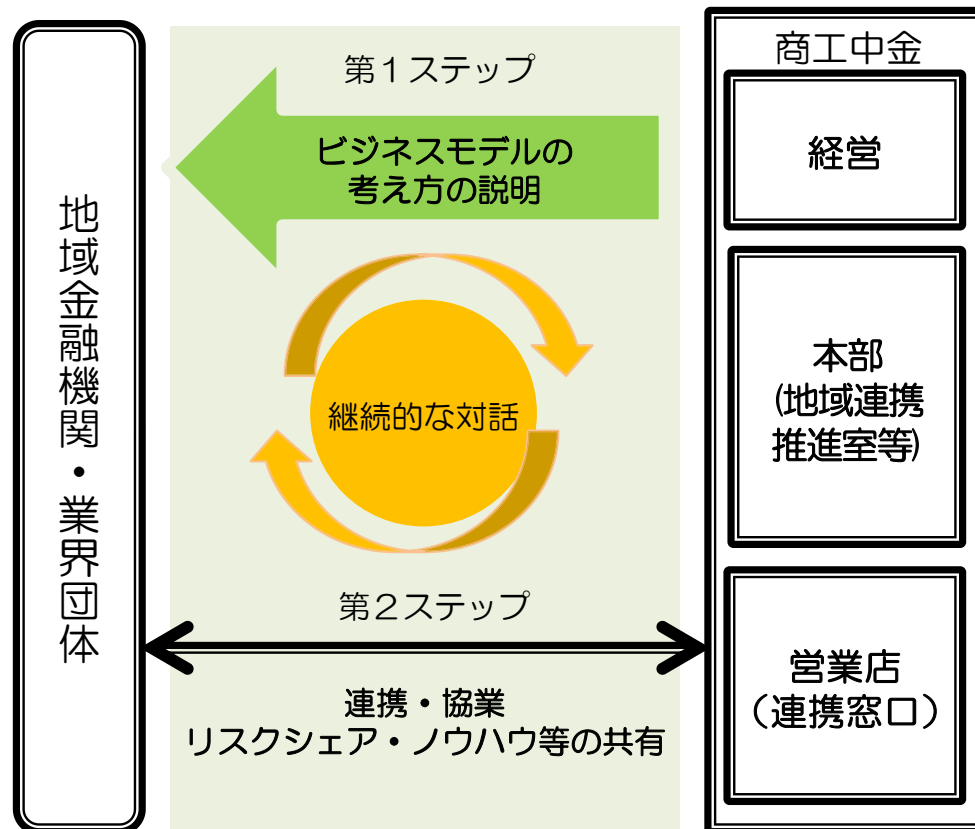 地域金融機関・業界団体
第１ステップ
ビジネスモデルの
考え方の説明
継続的な対話
第２ステップ
連携・協業
リスクシェア・ノウハウ等の共有
商工中金
経営
本部
(地域連携
推進室等)
営業店
（連携窓口）